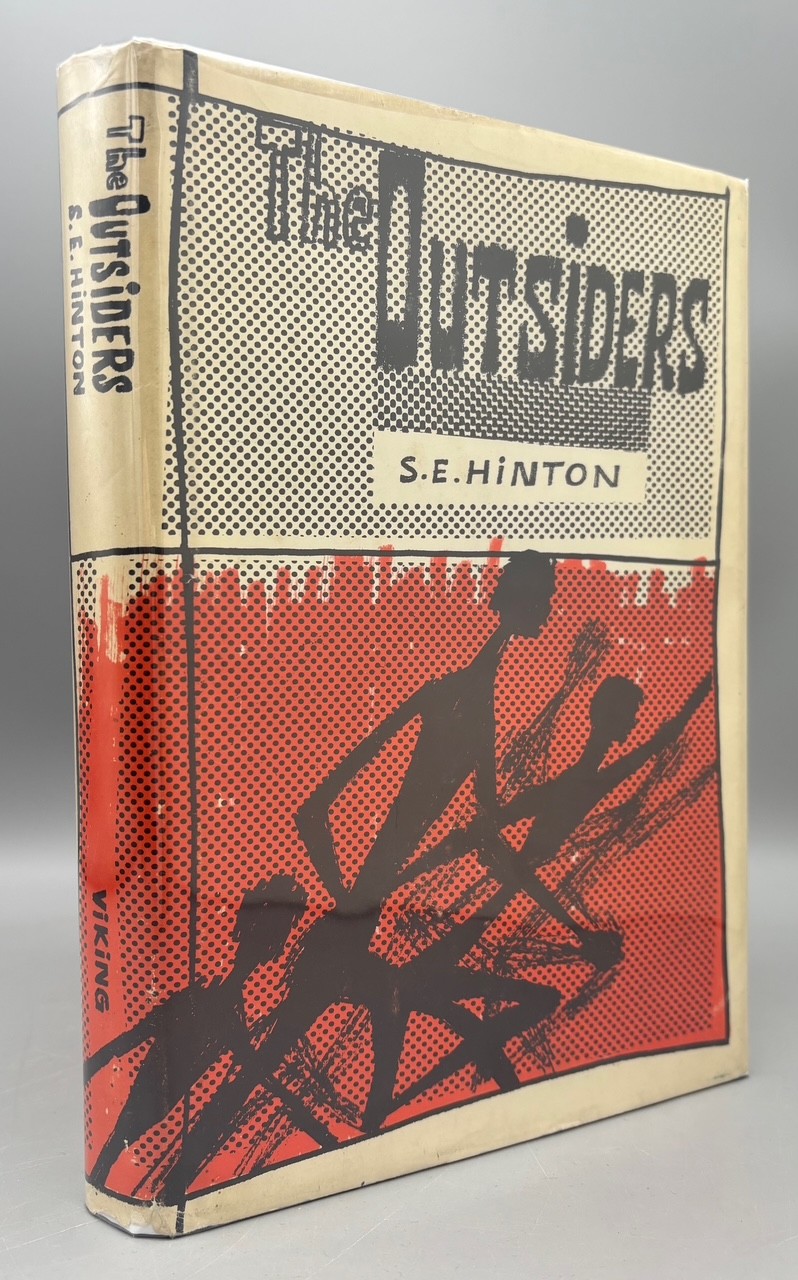 The OUTSiDERS
S.E. HiNTON
ViKiNG
The OUTSiDERS
S.E.HiNTON